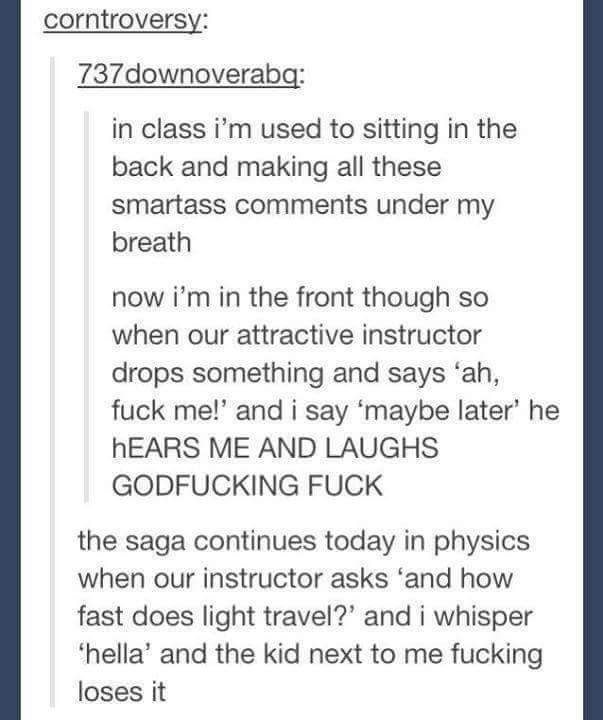 corntroversy:
737downoverabq:
in class i’m used to sitting in the
back and making all these
smartass comments under my
breath
now i’m in the front though so
when our attractive instructor
drops something and says ‘ah,
fuck me!’ and i say ‘maybe later’ he
hEARS ME AND LAUGHS
GODFUCKING FUCK
the saga continues today in physics
when our instructor asks ‘and how
fast does light travel?’ and i whisper
‘hella’ and the kid next to me fucking
loses it